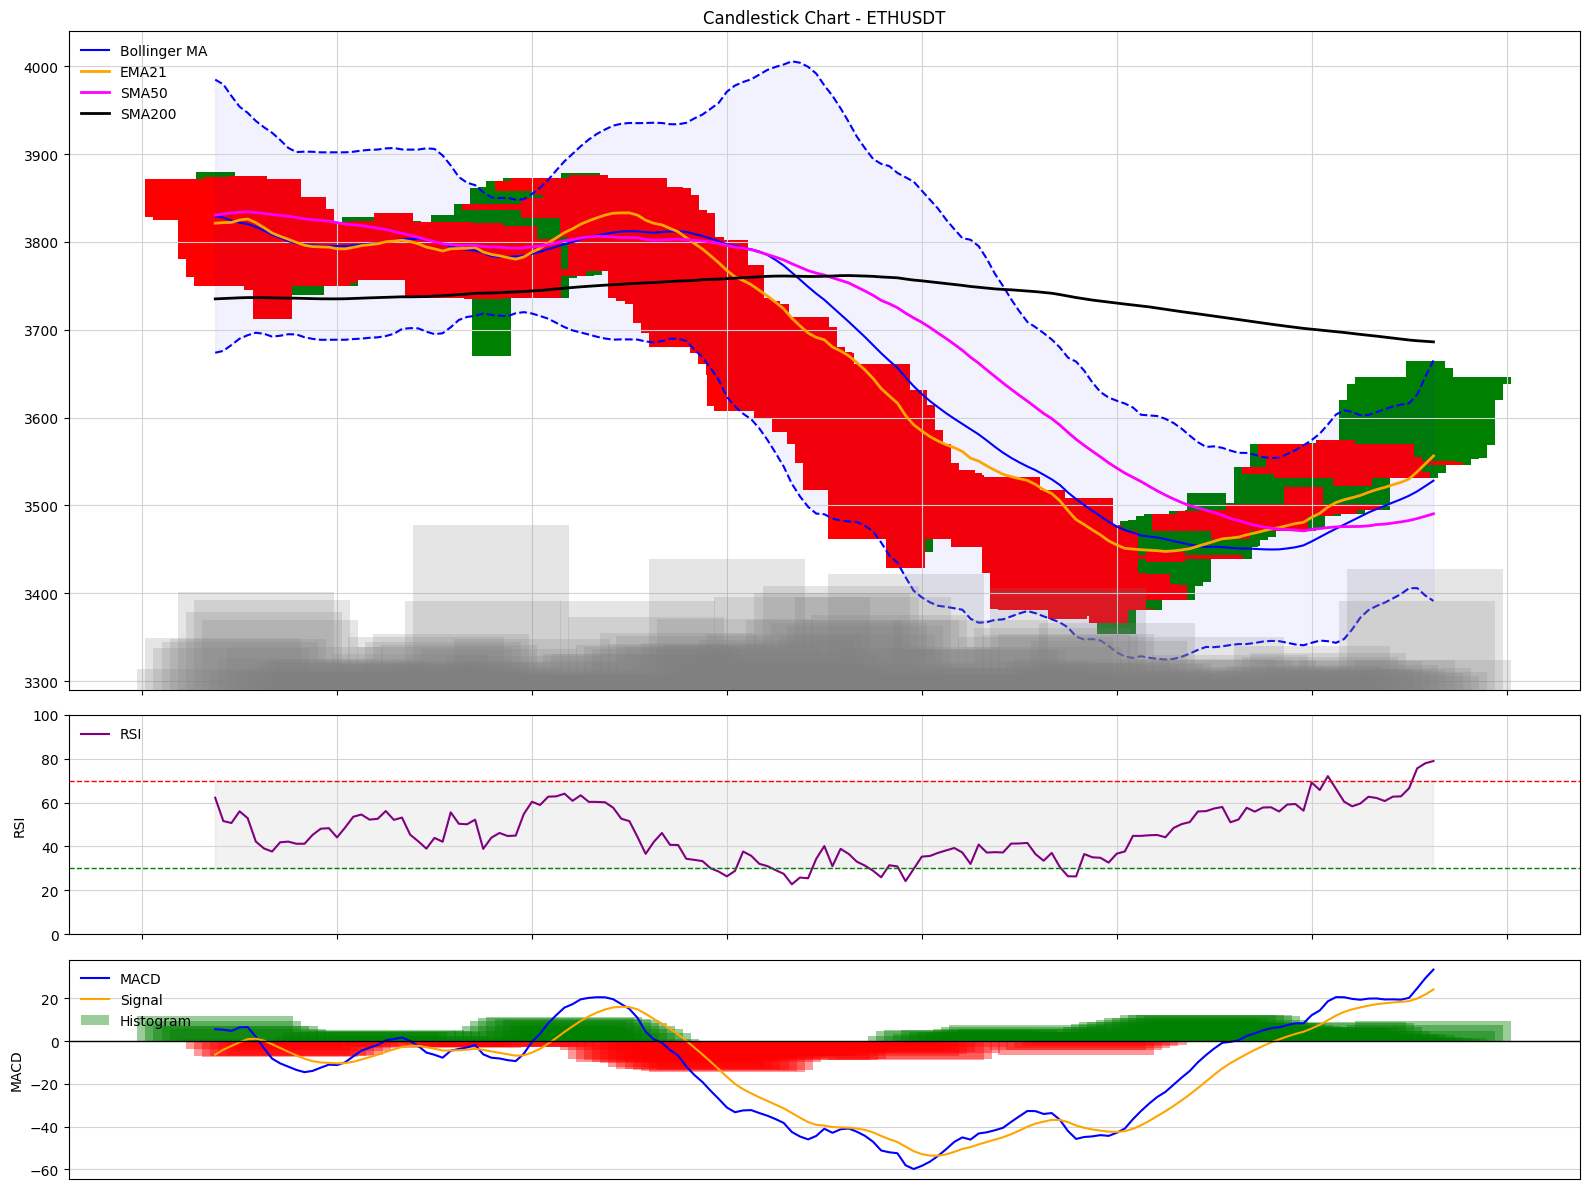 Candlestick Chart - ETHUSDT
Bollinger MA
EMA21
SMA50
SMA200
4000
3900
3800
3700
3600
3500
3400
3300
RSI
RSI
100
80
60
40
20
0
MACD
Signal
Histogram
MACD
20
0
−20
−40
−60